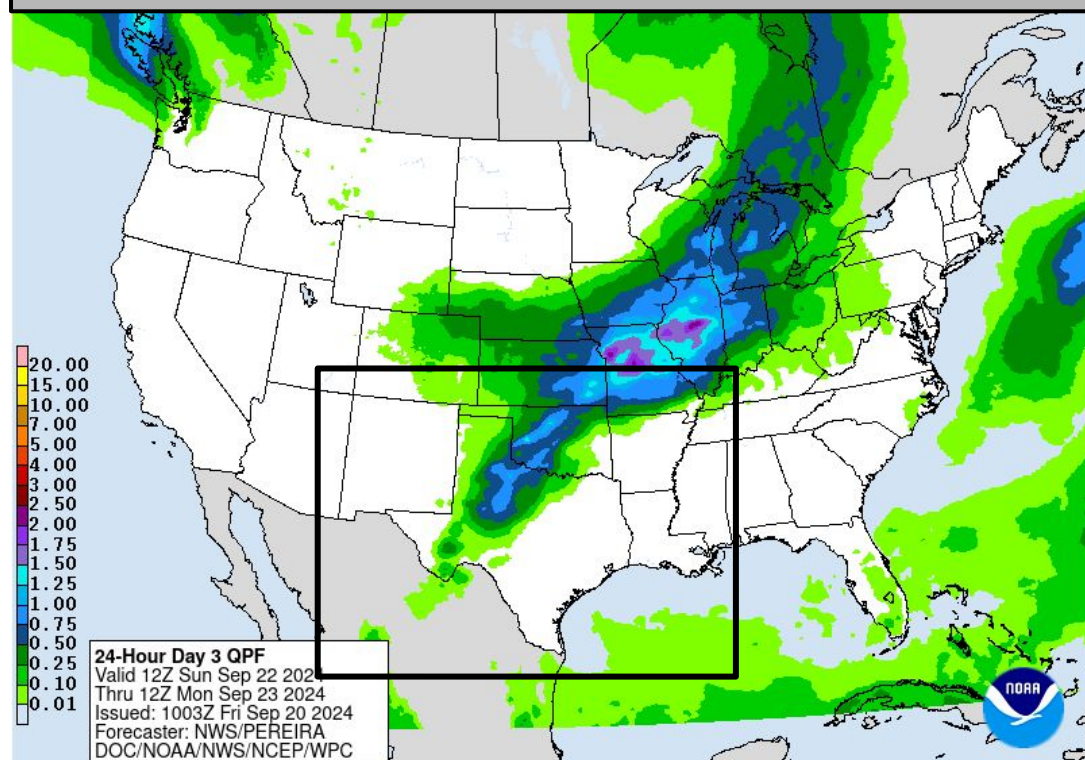 20.00
15.00
10.00
7.00
5.00
4.00
3.00
2.50
2.00
1.75
1.50
1.25
1.00
0.75
0.50
0.25
0.10
0.01
24-Hour Day 3 QPF
Valid 12Z Sun Sep 22 2024
Thru 12Z Mon Sep 23 2024
Issued: 1003Z Fri Sep 20 2024
Forecaster: NWS/PEREIRA
DOC/NOAA/NWS/NCEP/WPC
NOAA